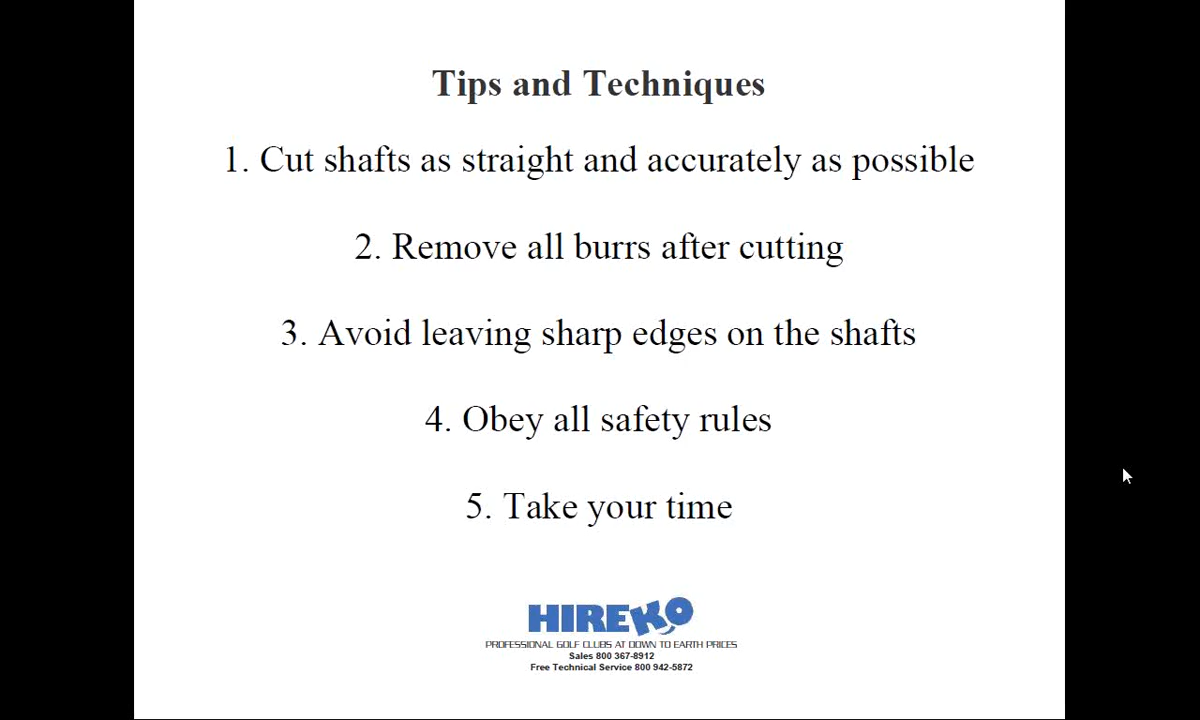 Tips and Techniques
1. Cut shafts as straight and accurately as possible
2. Remove all burrs after cutting
3. Avoid leaving sharp edges on the shafts
4. Obey all safety rules
5. Take your time
HIREKO
PROFESSIONAL GOLF CLUBS AT DOWN TO EARTH PRICES
Sales 800 367-8912
Free Technical Service 800 942-5872